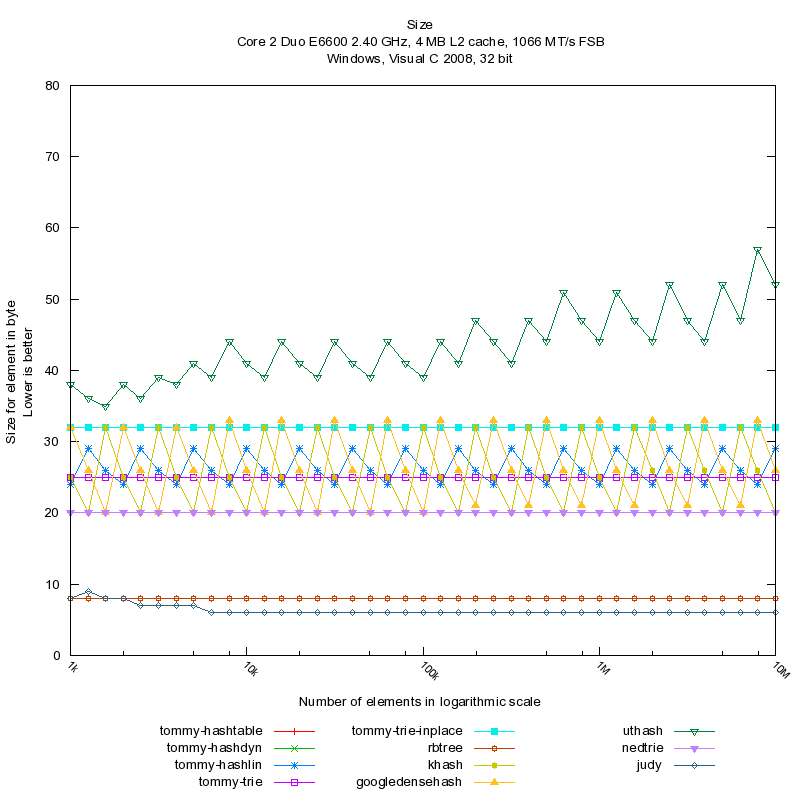 Size
Core 2 Duo E6600 2.40 GHz, 4 MB L2 cache, 1066 MT/s FSB
Windows, Visual C 2008, 32 bit
80
70
60
50
40
30
20
10
0
Size for element in byte
Lower is better
1k
10k
100k
1M
10M
Number of elements in logarithmic scale
tommy-hashtable
tommy-hashdyn
tommy-hashlin
tommy-trie
tommy-trie-inplace
rbtree
khash
googledensehash
uthash
nedtrie
judy